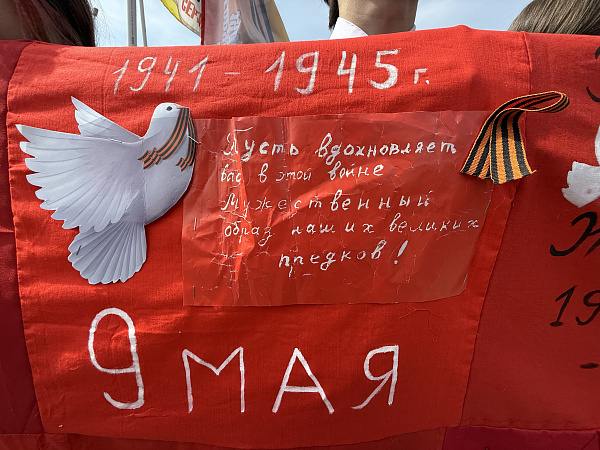 1941 - 1945 г.
Пусть вдохновляет
вас в этой войне
Мужественный
образ наших великих
предков!
9 МАЯ